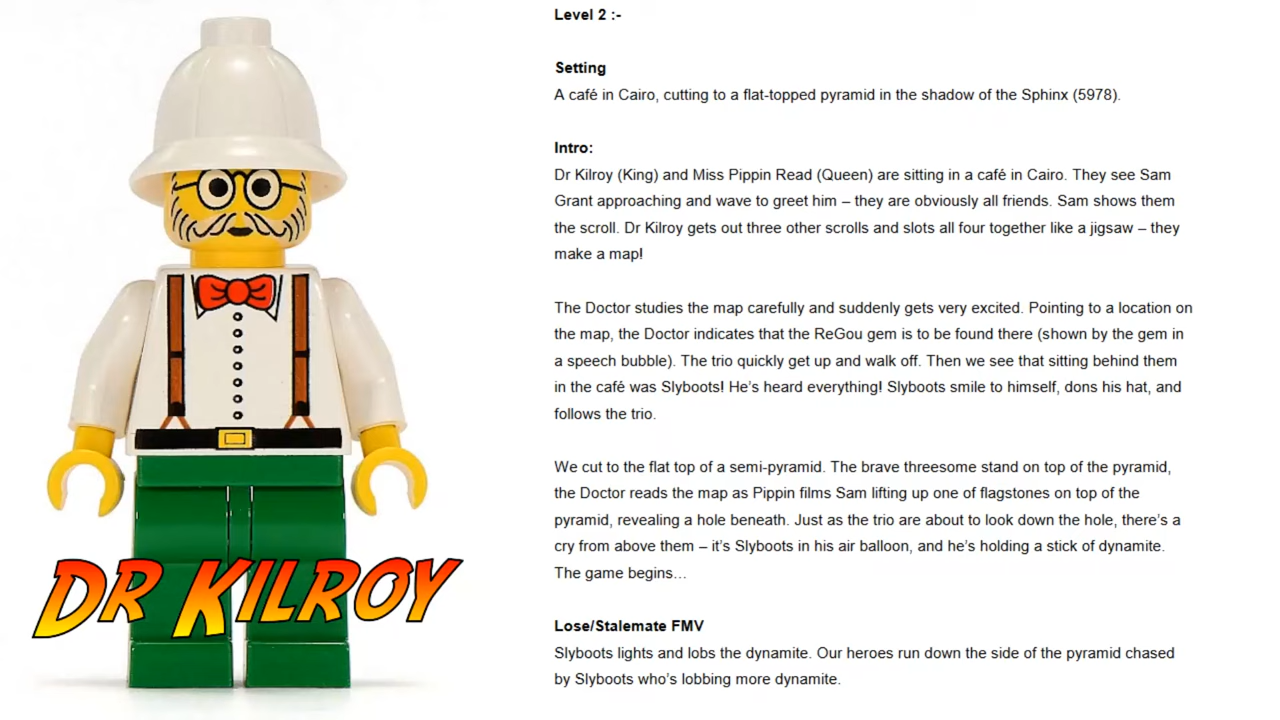 Level 2 :-
Setting
A café in Cairo, cutting to a flat-topped pyramid in the shadow of the Sphinx (5978).
Intro:
Dr Kilroy (King) and Miss Pippin Read (Queen) are sitting in a café in Cairo. They see Sam
Grant approaching and wave to greet him – they are obviously all friends. Sam shows them
the scroll. Dr Kilroy gets out three other scrolls and slots all four together like a jigsaw – they
make a map!
The Doctor studies the map carefully and suddenly gets very excited. Pointing to a location on
the map, the Doctor indicates that the ReGou gem is to be found there (shown by the gem in
a speech bubble). The trio quickly get up and walk off. Then we see that sitting behind them
in the café was Slyboots! He’s heard everything! Slyboots smile to himself, dons his hat, and
follows the trio.
We cut to the flat top of a semi-pyramid. The brave threesome stand on top of the pyramid,
the Doctor reads the map as Pippin films Sam lifting up one of flagstones on top of the
pyramid, revealing a hole beneath. Just as the trio are about to look down the hole, there’s a
cry from above them – it’s Slyboots in his air balloon, and he’s holding a stick of dynamite.
The game begins…
Lose/Stalemate FMV
Slyboots lights and lobs the dynamite. Our heroes run down the side of the pyramid chased
by Slyboots who’s lobbing more dynamite.
DR KILROY